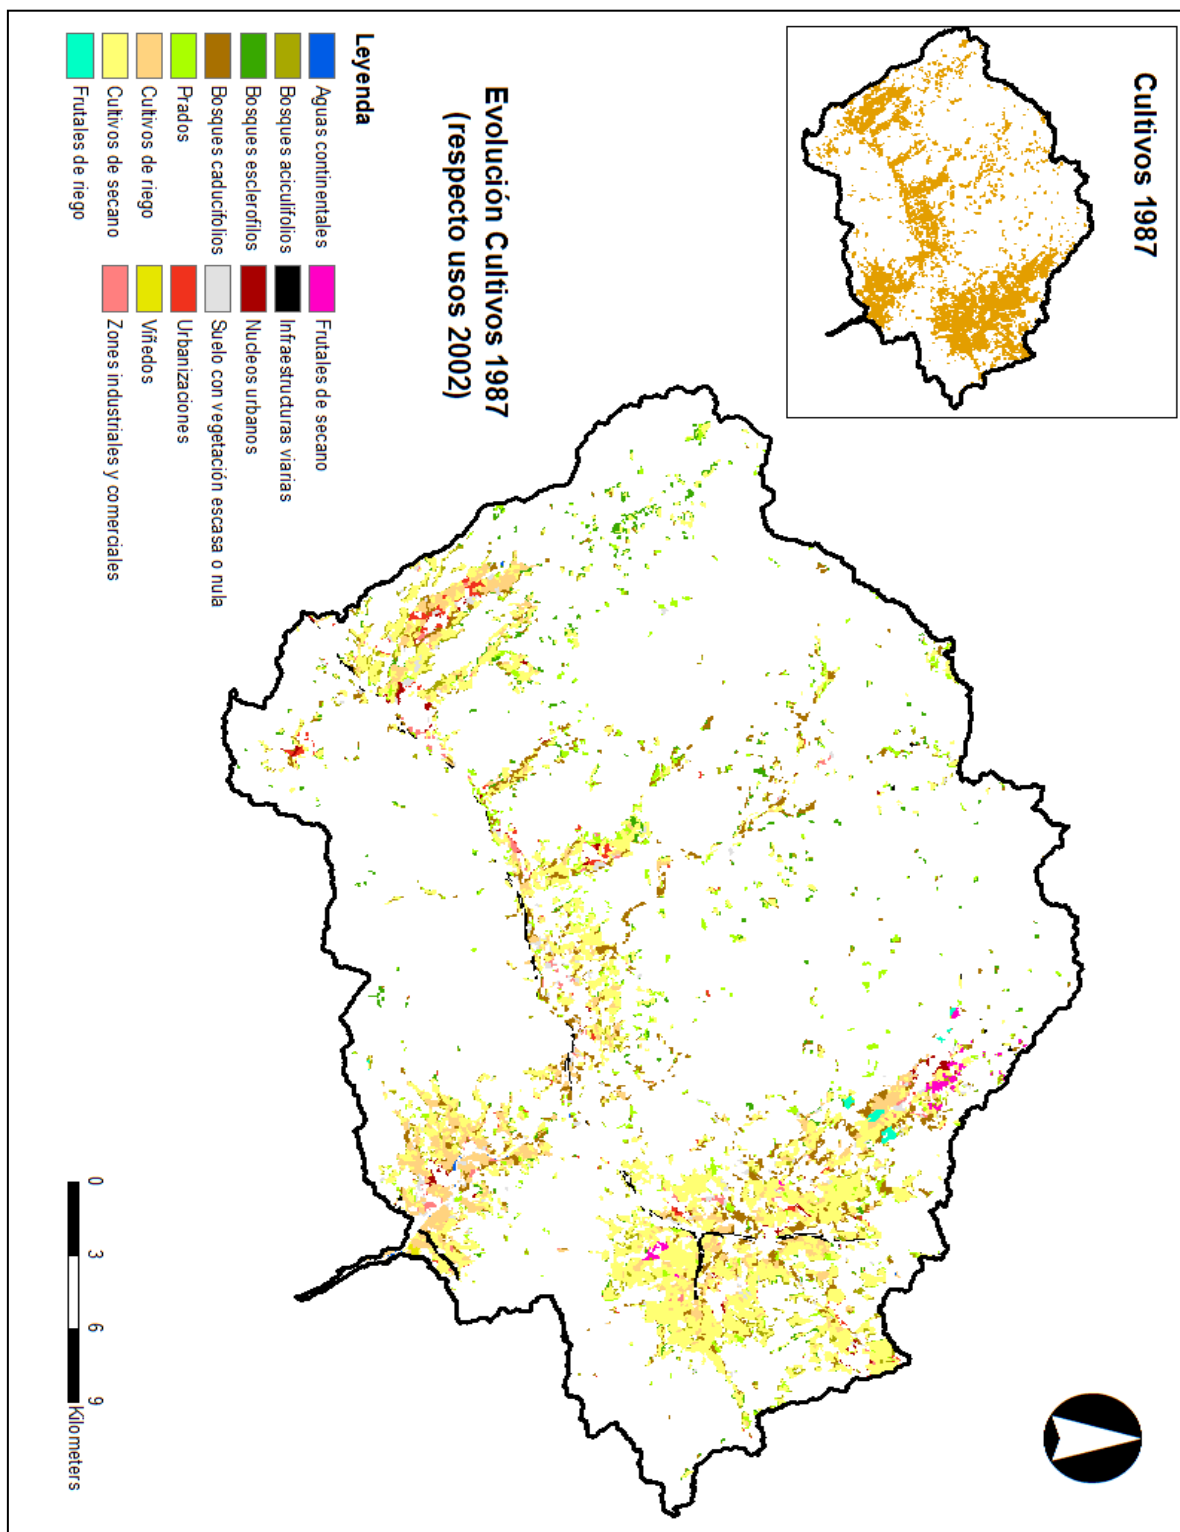 Cultivos 1987
Evolución Cultivos 1987
(respecto usos 2002)
Leyenda
Aguas continentales
Bosques aciculifolios
Bosques esclerofilos
Bosques caducifolios
Prados
Cultivos de riego
Cultivos de secano
Frutales de riego
Frutales de secano
Infraestructuras viarias
Nucleos urbanos
Suelo con vegetación escasa o nula
Urbanizaciones
Viñedos
Zones industriales y comerciales
0 3 6 9
Kilometers